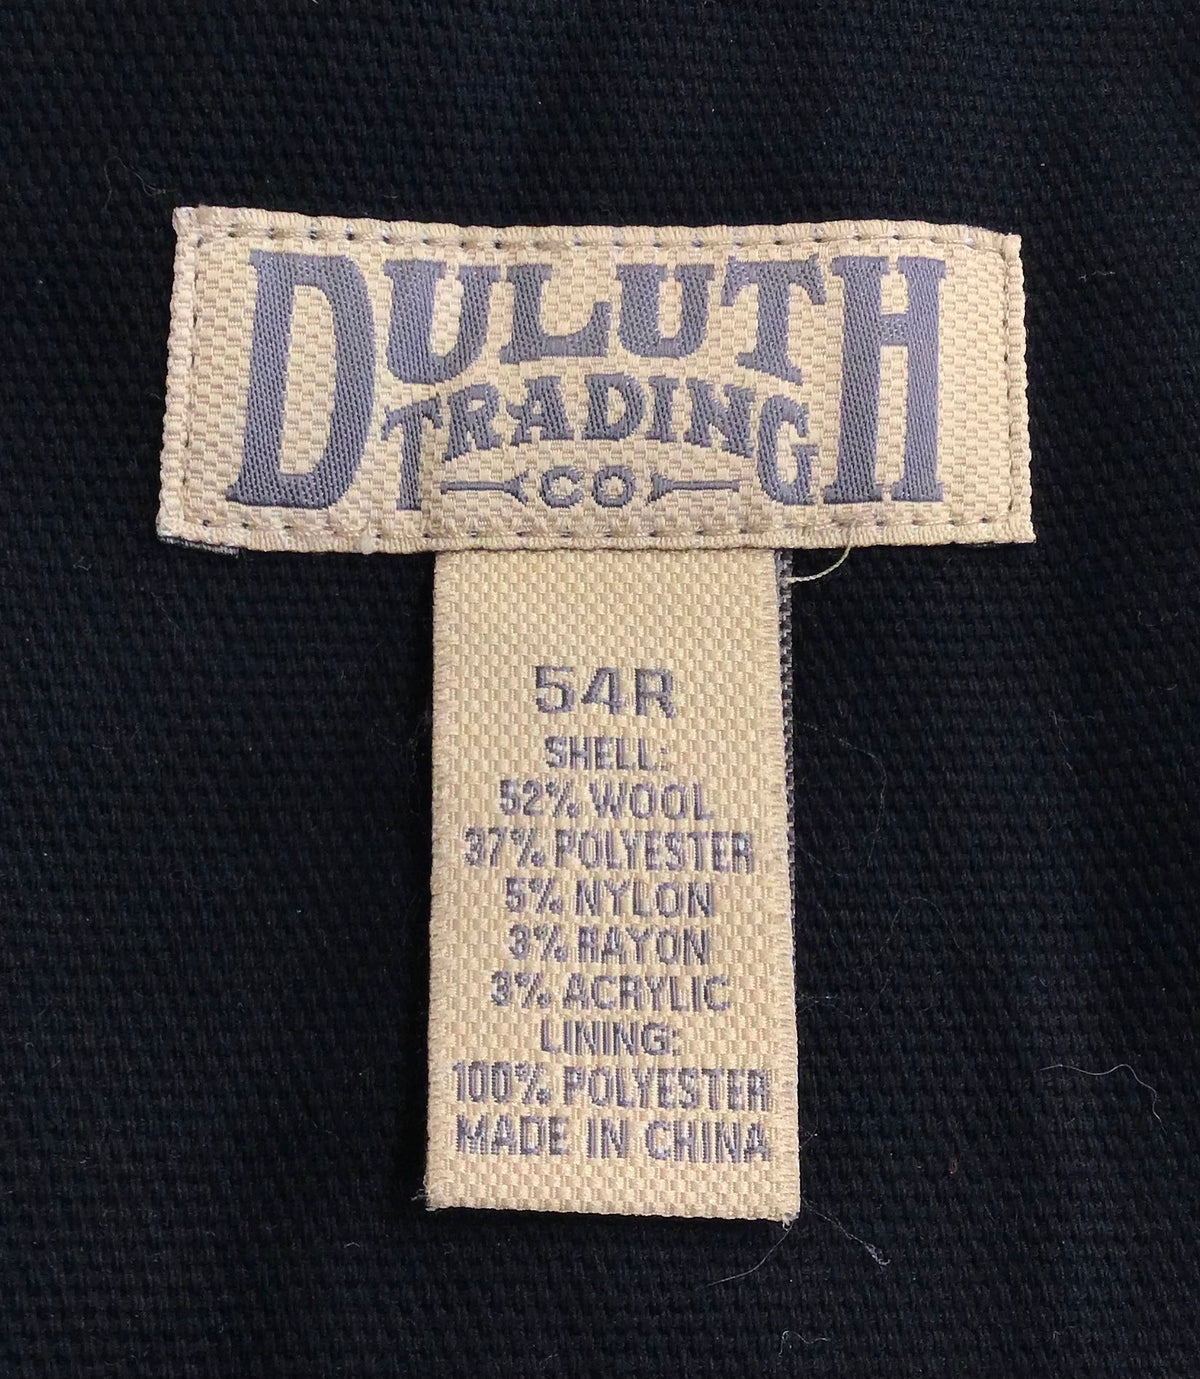 DULUTH
TRADING
CO
54R
SHELL:
52% WOOL
37% POLYESTER
5% NYLON
3% RAYON
3% ACRYLIC
LINING:
100% POLYESTER
MADE IN CHINA